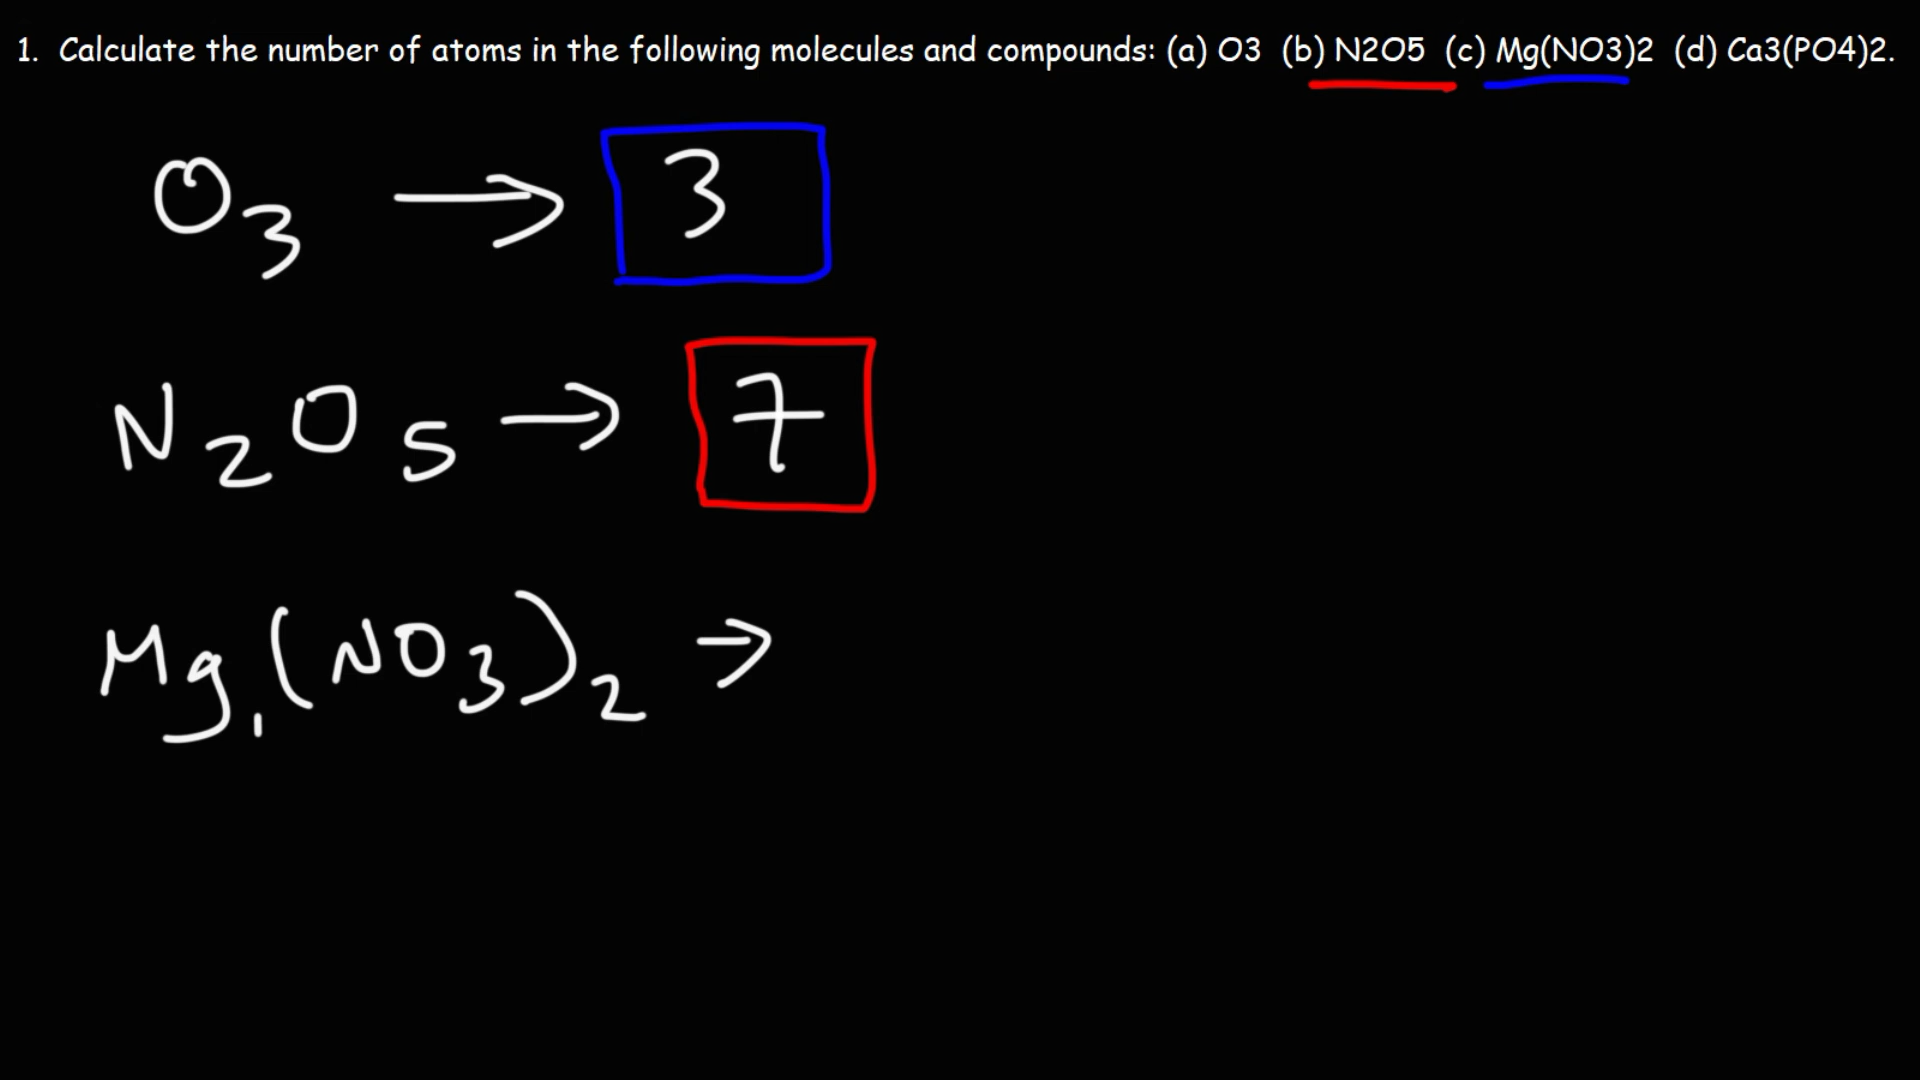 1. Calculate the number of atoms in the following molecules and compounds: (a) O3 (b) N2O5 (c) Mg(NO3)2 (d) Ca3(PO4)2.
O3 → 3
N2O5 → 7
Mg1(NO3)2 →